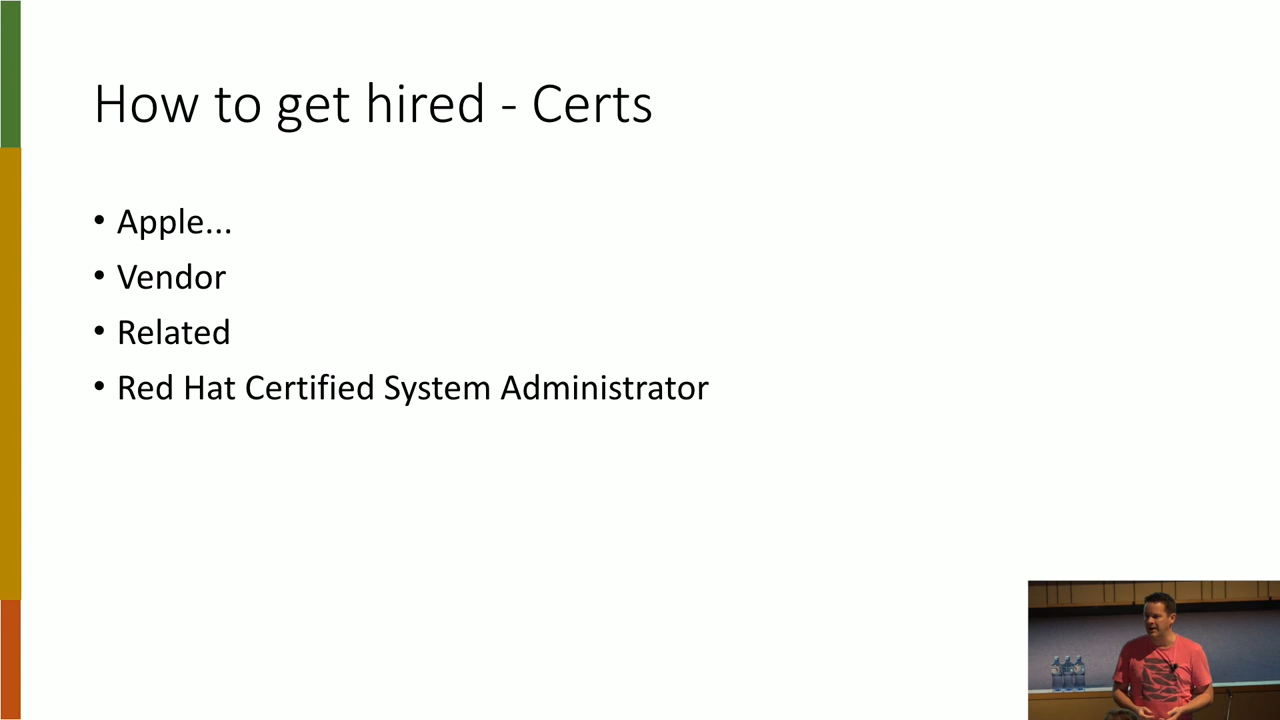 How to get hired - Certs
• Apple...
• Vendor
• Related
• Red Hat Certified System Administrator